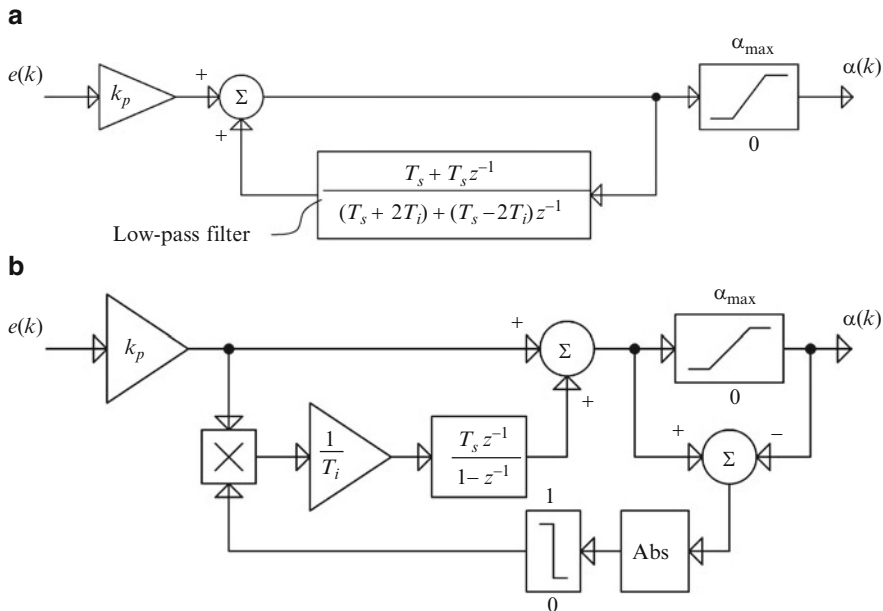 a
α_max
e(k)
k_p
+
Σ
α(k)
+
0
T_s + T_s z^{-1}
(T_s + 2T_i) + (T_s − 2T_i) z^{-1}
Low-pass filter
b
α_max
e(k)
k_p
+
Σ
α(k)
+
0
1
T_i
T_s z^{-1}
1 − z^{-1}
+
Σ
−
×
1
Abs
0